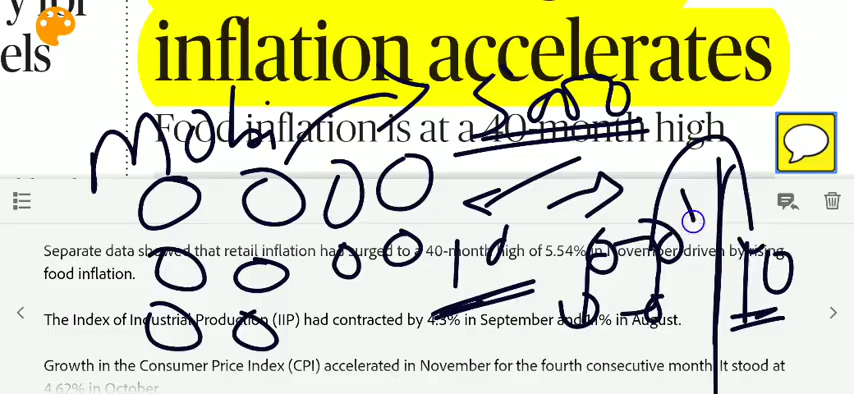 els
inflation accelerates
Food inflation is at a 40-month high
Mobi
Separate data showed that retail inflation had surged to a 40-month high of 5.54% in November, driven by rising
food inflation.
10
The Index of Industrial Production (IIP) had contracted by 4.3% in September and 1.1% in August.
Growth in the Consumer Price Index (CPI) accelerated in November for the fourth consecutive month. It stood at
4.62% in October.